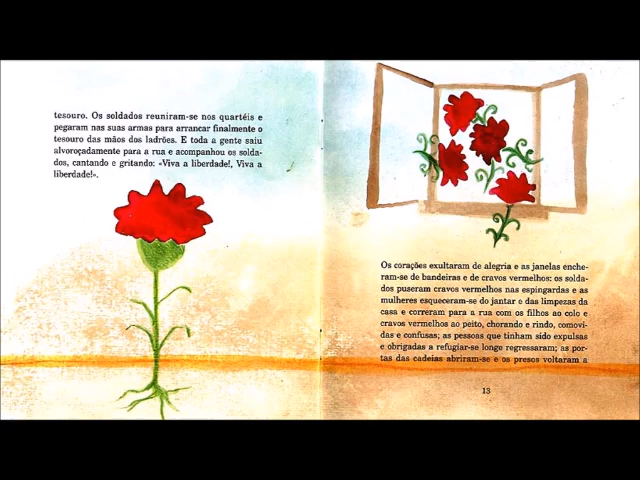 tesouro. Os soldados reuniram-se nos quartéis e
pegaram nas suas armas para arrancar finalmente o
tesouro das mãos dos ladrões. E toda a gente saiu
alvoroçadamente para a rua e acompanhou os solda-
dos, cantando e gritando: «Viva a liberdade!, Viva a
liberdade!».
Os corações exultaram de alegria e as janelas enche-
ram-se de bandeiras e de cravos vermelhos: os solda-
dos puseram cravos vermelhos nas espingardas e as
mulheres esqueceram-se do jantar e das limpezas da
casa e correram para a rua com os filhos ao colo e
cravos vermelhos ao peito, chorando e rindo, comovi-
das e confusas; as pessoas que tinham sido expulsas
e obrigadas a refugiar-se longe regressaram; as por-
tas das cadeias abriram-se e os presos voltaram a
13